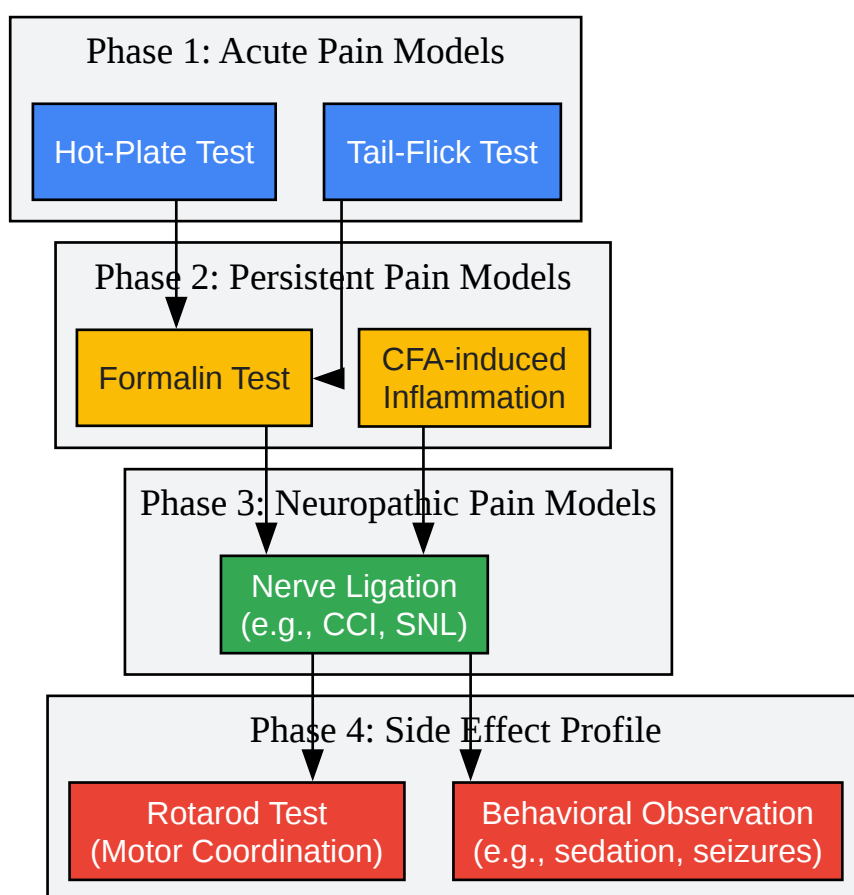 Phase 1: Acute Pain Models
Hot-Plate Test
Tail-Flick Test
Phase 2: Persistent Pain Models
Formalin Test
CFA-induced
Inflammation
Phase 3: Neuropathic Pain Models
Nerve Ligation
(e.g., CCI, SNL)
Phase 4: Side Effect Profile
Rotarod Test
(Motor Coordination)
Behavioral Observation
(e.g., sedation, seizures)